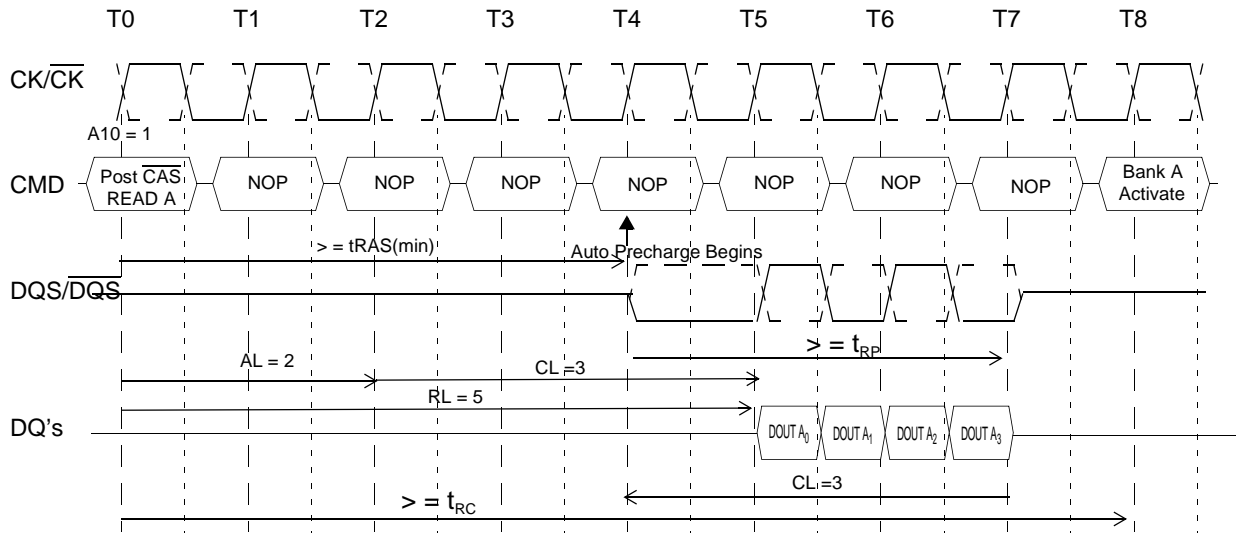 T0 T1 T2 T3 T4 T5 T6 T7 T8
CK/CK
A10 = 1
CMD
Post CAS
READ A
NOP NOP NOP NOP NOP NOP NOP
Bank A
Activate
> = tRAS(min)
Auto Precharge Begins
DQS/DQS
> = tRP
AL = 2
CL =3
RL = 5
DQ's
DOUT A0 DOUT A1 DOUT A2 DOUT A3
CL =3
> = tRC